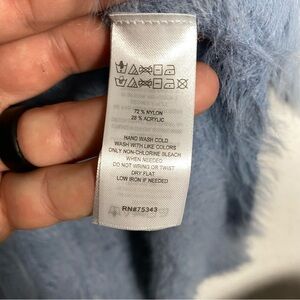 72 % NYLON
28 % ACRYLIC
HAND WASH COLD
WASH WITH LIKE COLORS
ONLY NON-CHLORINE BLEACH
WHEN NEEDED
DO NOT WRING OR TWIST
DRY FLAT
LOW IRON IF NEEDED
RN#75343